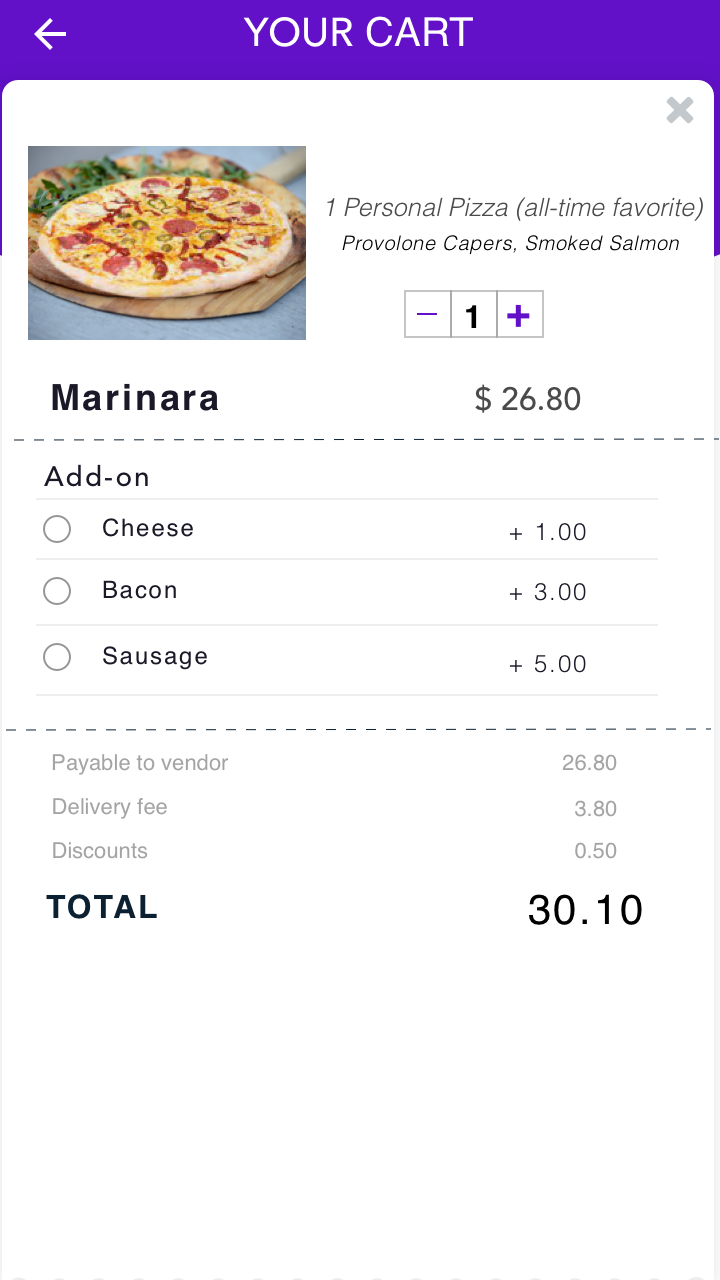 YOUR CART
1 Personal Pizza (all-time favorite)
Provolone Capers, Smoked Salmon
1
Marinara $ 26.80
Add-on
Cheese + 1.00
Bacon + 3.00
Sausage + 5.00
Payable to vendor 26.80
Delivery fee 3.80
Discounts 0.50
TOTAL 30.10